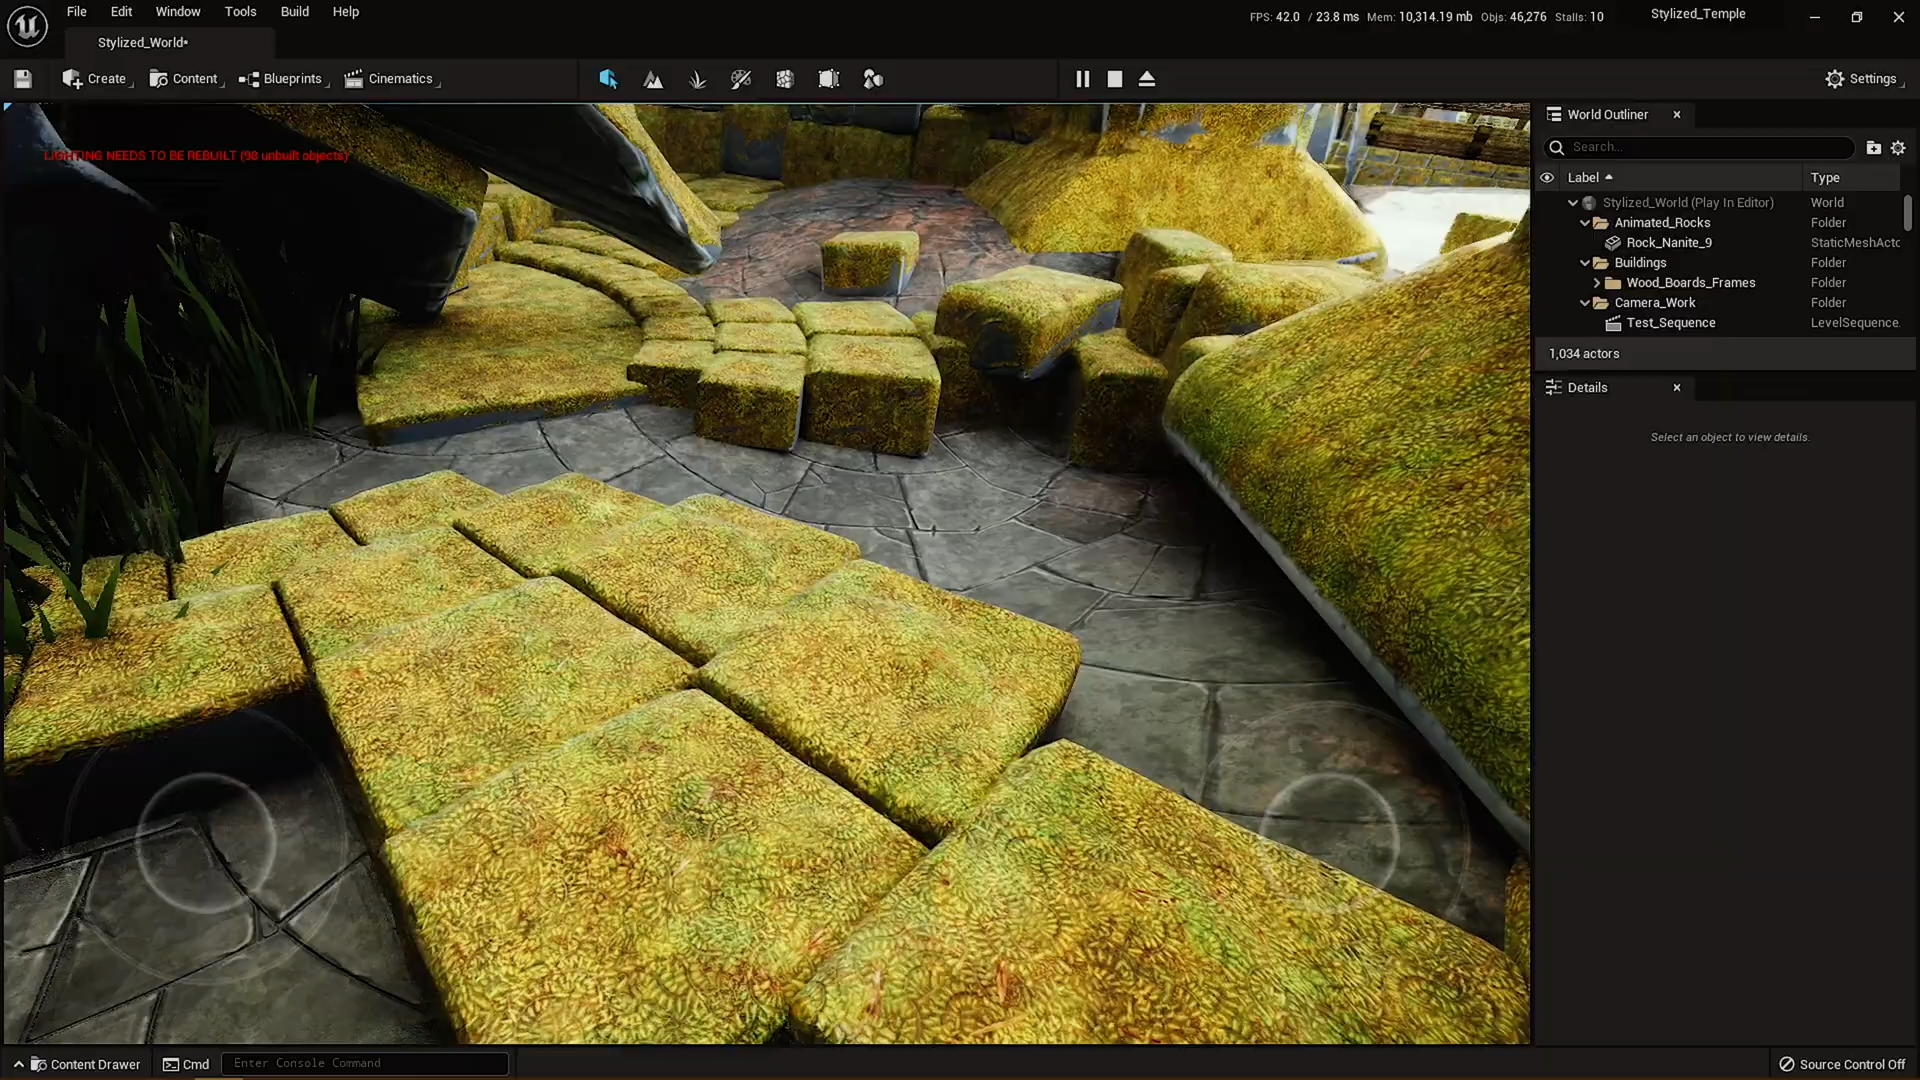 File Edit Window Tools Build Help
FPS: 42.0 / 23.8 ms Mem: 10,314.19 mb Objs: 46,276 Stalls: 10
Stylized_Temple
Stylized_World*
Create Content Blueprints Cinematics
Settings
LIGHTING NEEDS TO BE REBUILT (98 unbuilt objects)
World Outliner
Search...
Label Type
Stylized_World (Play In Editor) World
Animated_Rocks Folder
Rock_Nanite_9 StaticMeshActo
Buildings Folder
Wood_Boards_Frames Folder
Camera_Work Folder
Test_Sequence LevelSequence
1,034 actors
Details
Select an object to view details.
Content Drawer Cmd Enter Console Command Source Control Off